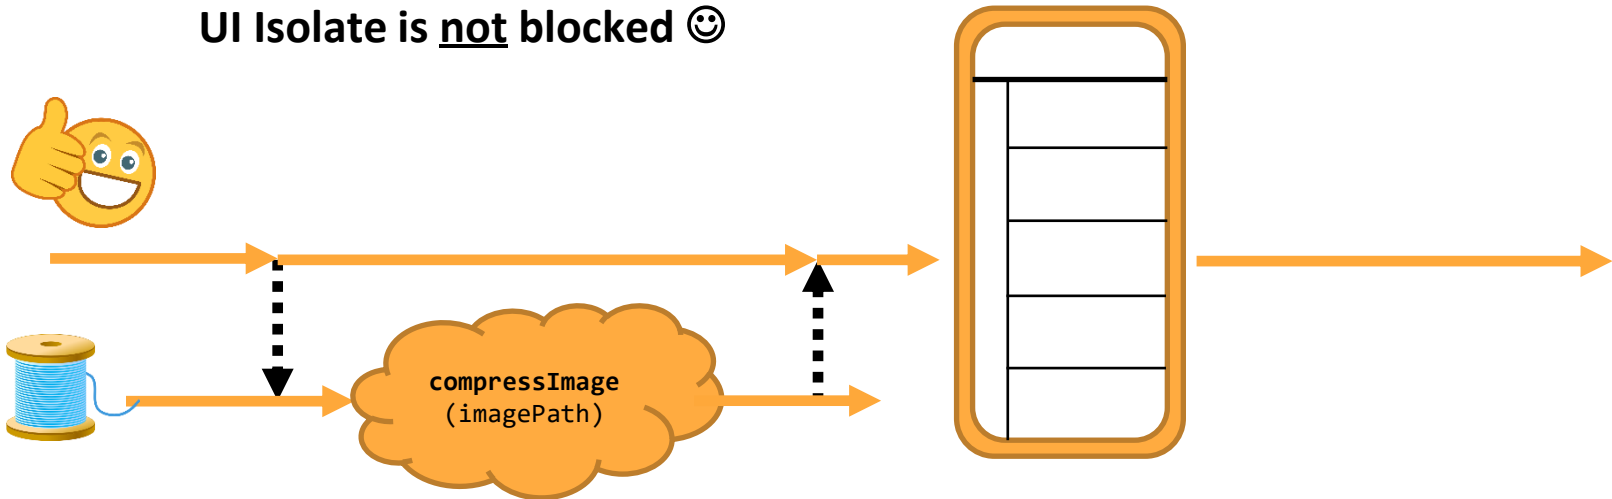 UI Isolate is not blocked ☺
compressImage
(imagePath)